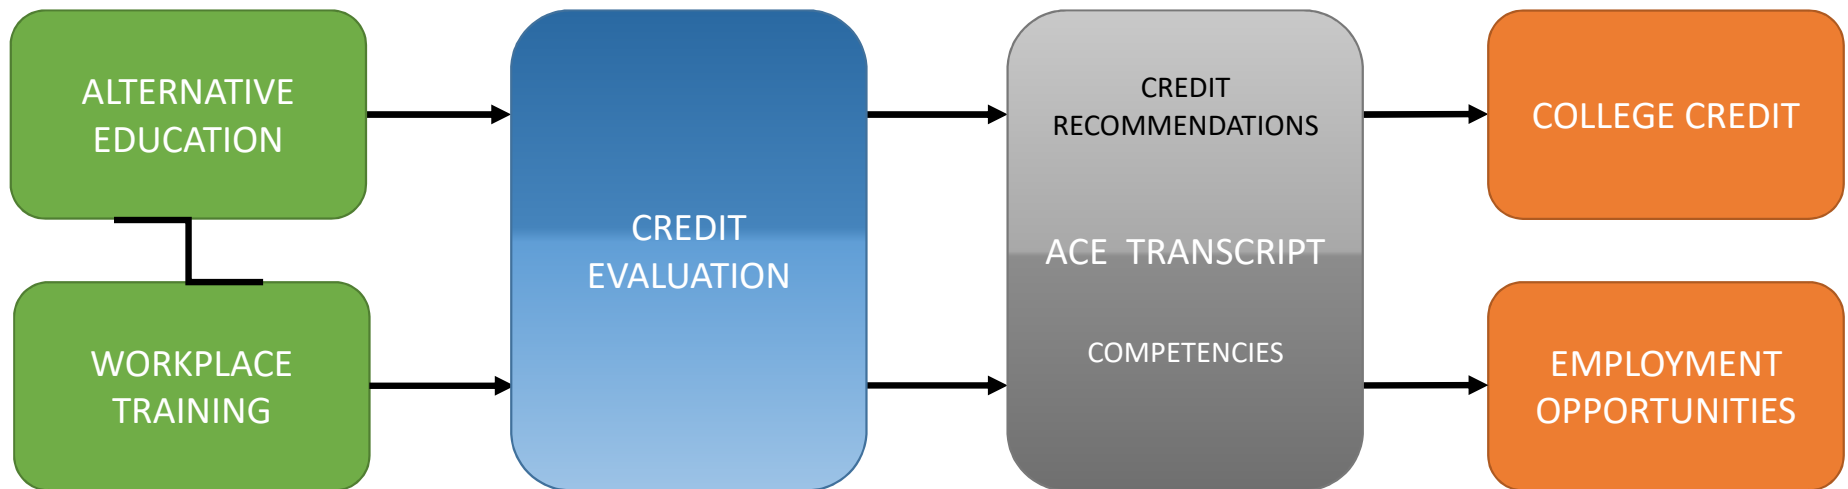 ALTERNATIVE
EDUCATION
WORKPLACE
TRAINING
CREDIT
EVALUATION
CREDIT
RECOMMENDATIONS
ACE  TRANSCRIPT
COMPETENCIES
COLLEGE CREDIT
EMPLOYMENT
OPPORTUNITIES